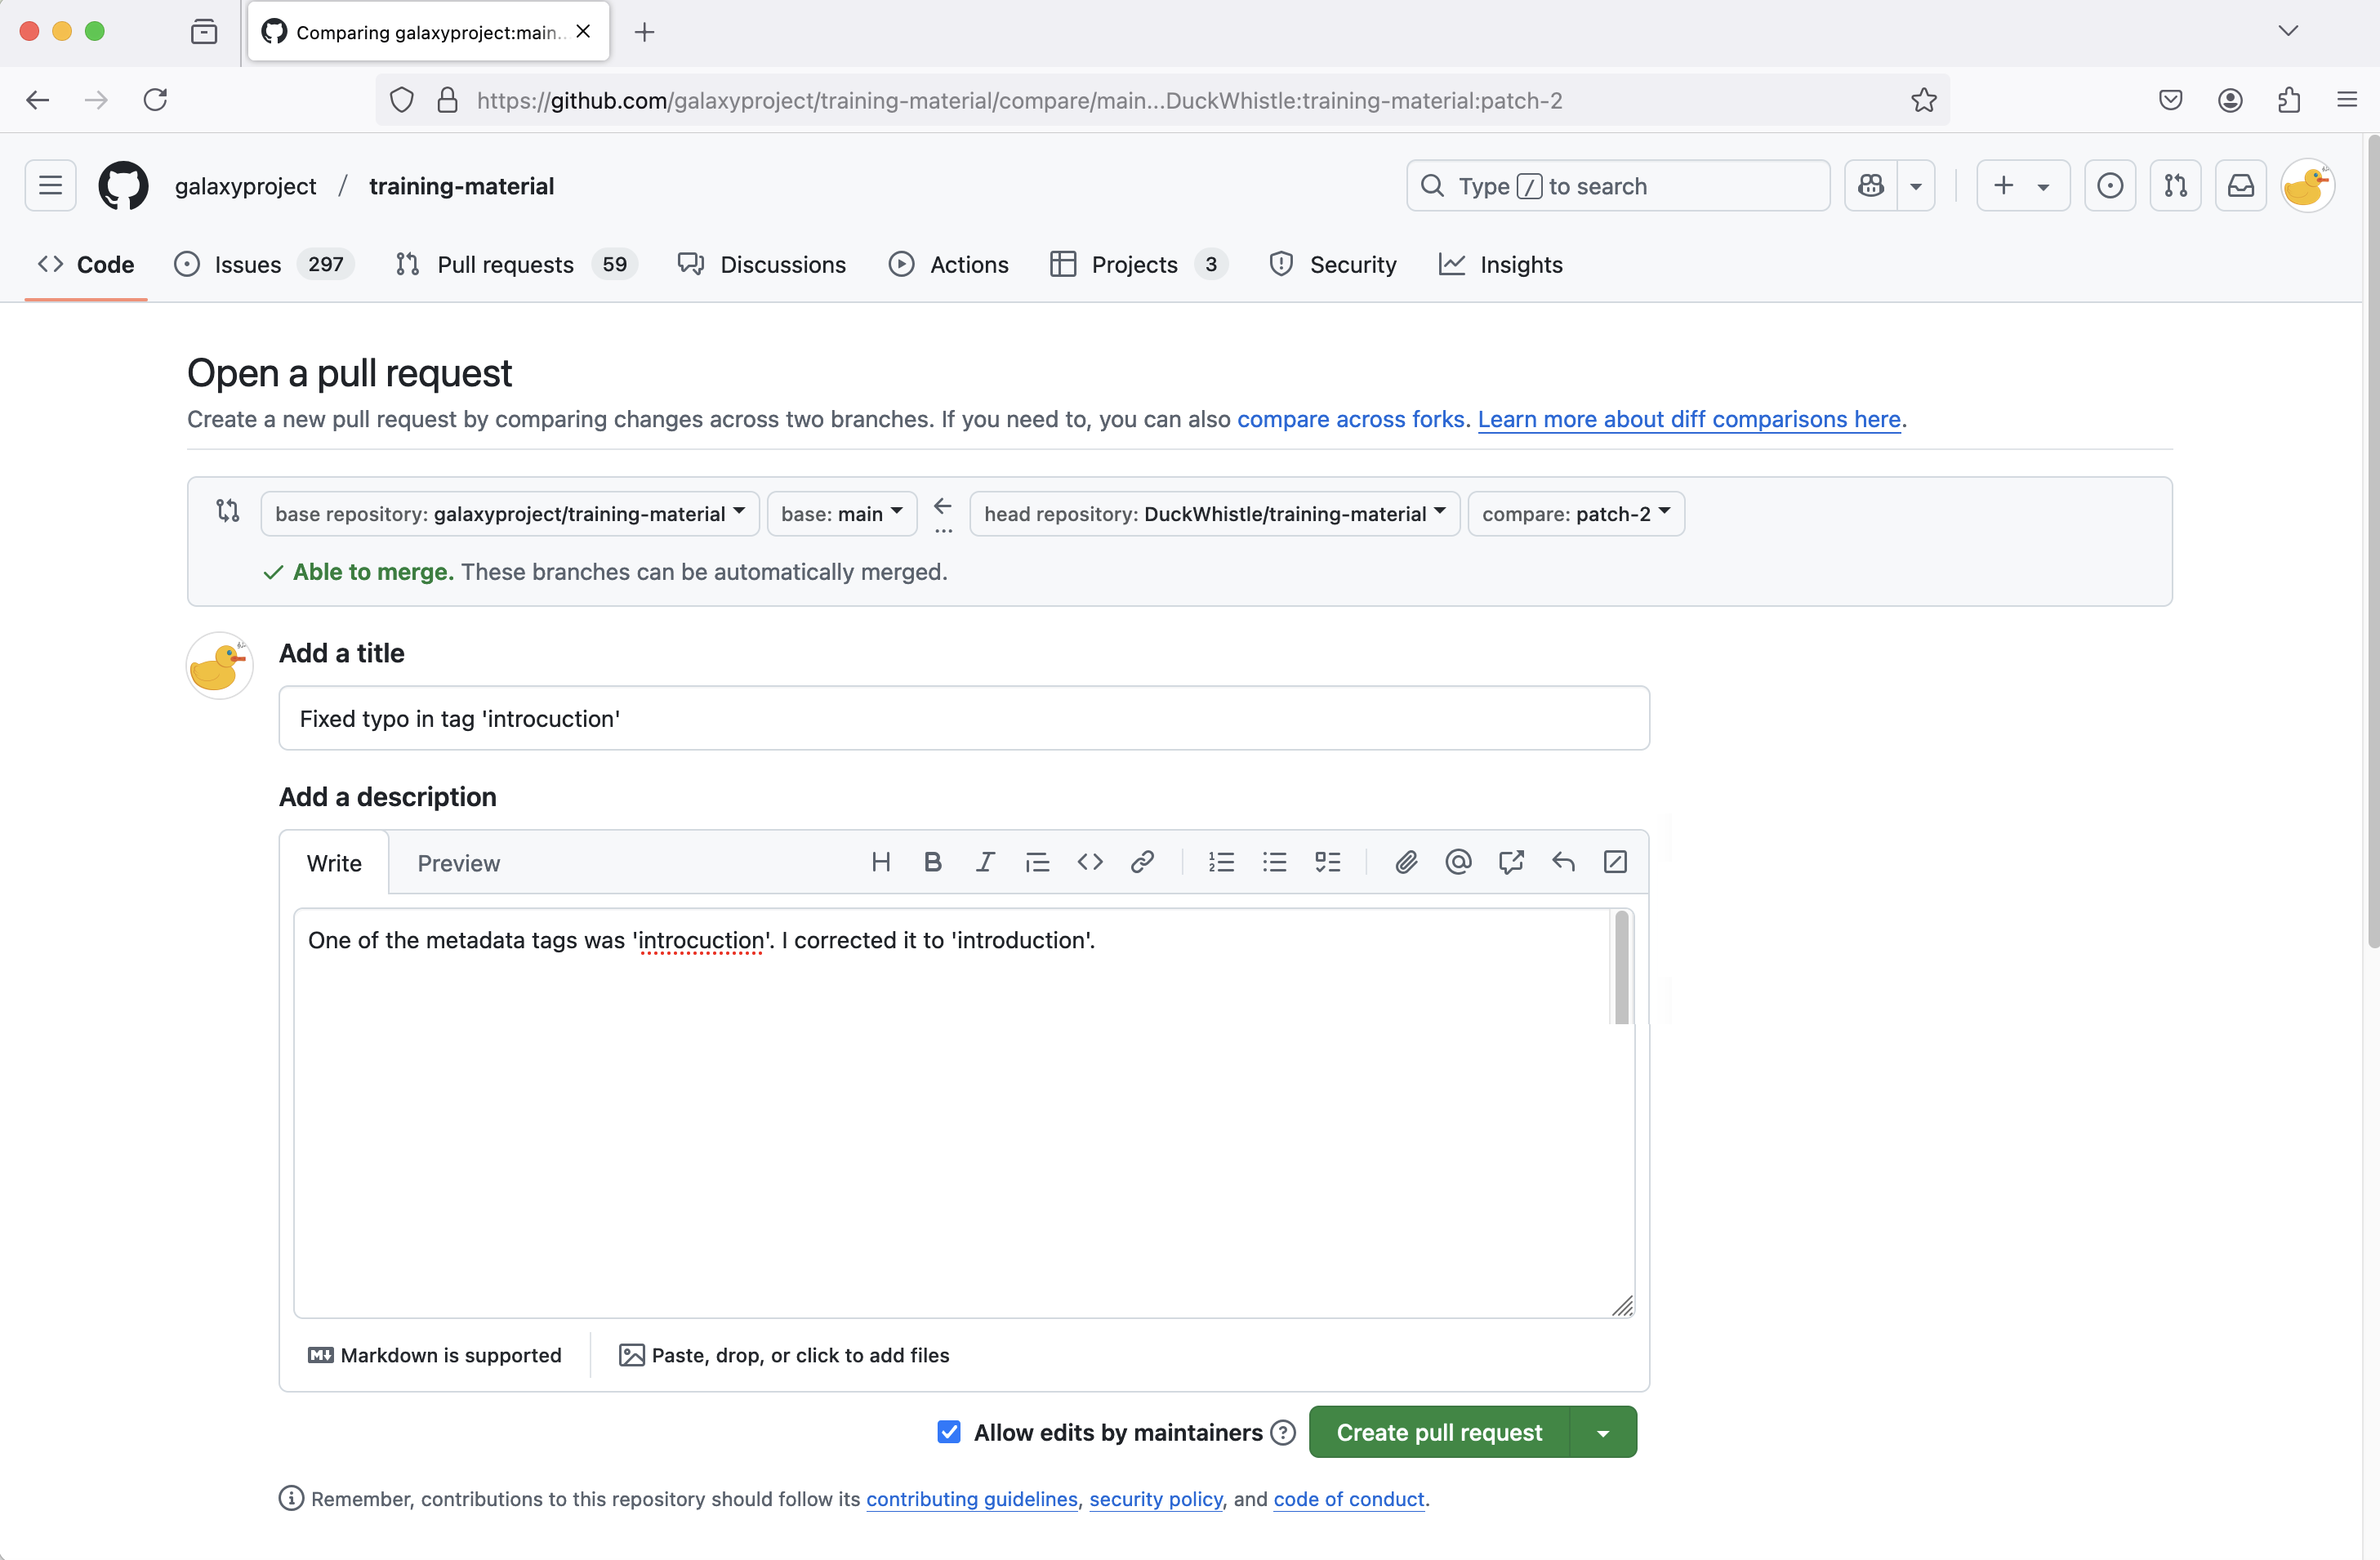 Comparing galaxyproject:main...
https://github.com/galaxyproject/training-material/compare/main...DuckWhistle:training-material:patch-2
galaxyproject / training-material
Type / to search
Code Issues 297 Pull requests 59 Discussions Actions Projects 3 Security Insights
Open a pull request
Create a new pull request by comparing changes across two branches. If you need to, you can also compare across forks. Learn more about diff comparisons here.
base repository: galaxyproject/training-material base: main ... head repository: DuckWhistle/training-material compare: patch-2
Able to merge. These branches can be automatically merged.
Add a title
Fixed typo in tag 'introcuction'
Add a description
Write Preview
One of the metadata tags was 'introcuction'. I corrected it to 'introduction'.
Markdown is supported Paste, drop, or click to add files
Allow edits by maintainers Create pull request
Remember, contributions to this repository should follow its contributing guidelines, security policy, and code of conduct.